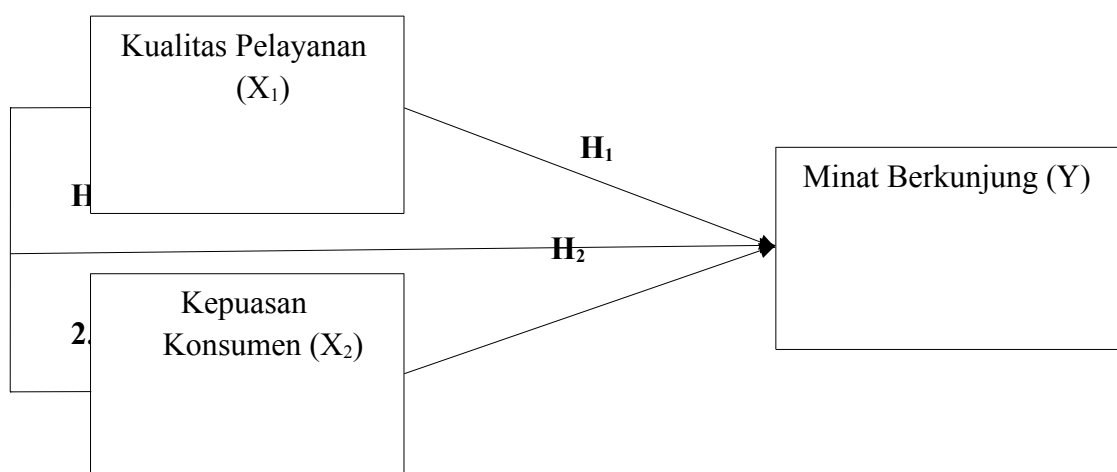 Kualitas Pelayanan
(X₁)
H₁
Minat Berkunjung (Y)
H
H₂
Kepuasan
Konsumen (X₂)
2.